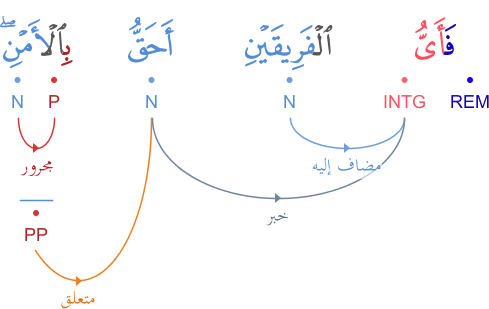 فَأَىُّ ٱلْفَرِيقَيْنِ أَحَقُّ بِٱلْأَمْنِ ۖ
REM INTG N N P N
مضاف إليه مجرور
خبر
PP
متعلق